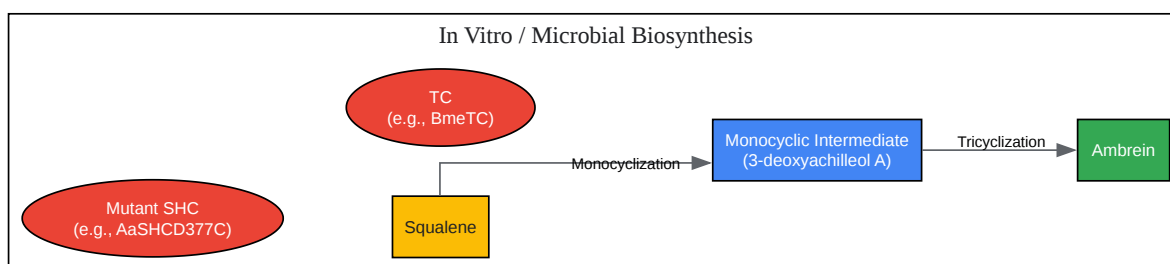 In Vitro / Microbial Biosynthesis
TC
(e.g., BmeTC)
Monocyclic Intermediate
(3-deoxyachilleol A)
Tricyclization
Ambrein
Monocyclization
Mutant SHC
(e.g., AaSHCD377C)
Squalene